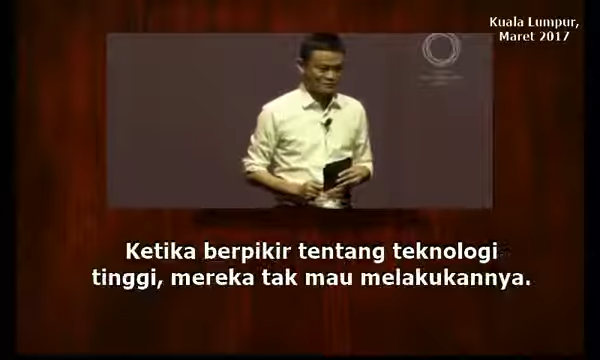 Kuala Lumpur,
Maret 2017
Ketika berpikir tentang teknologi
tinggi, mereka tak mau melakukannya.